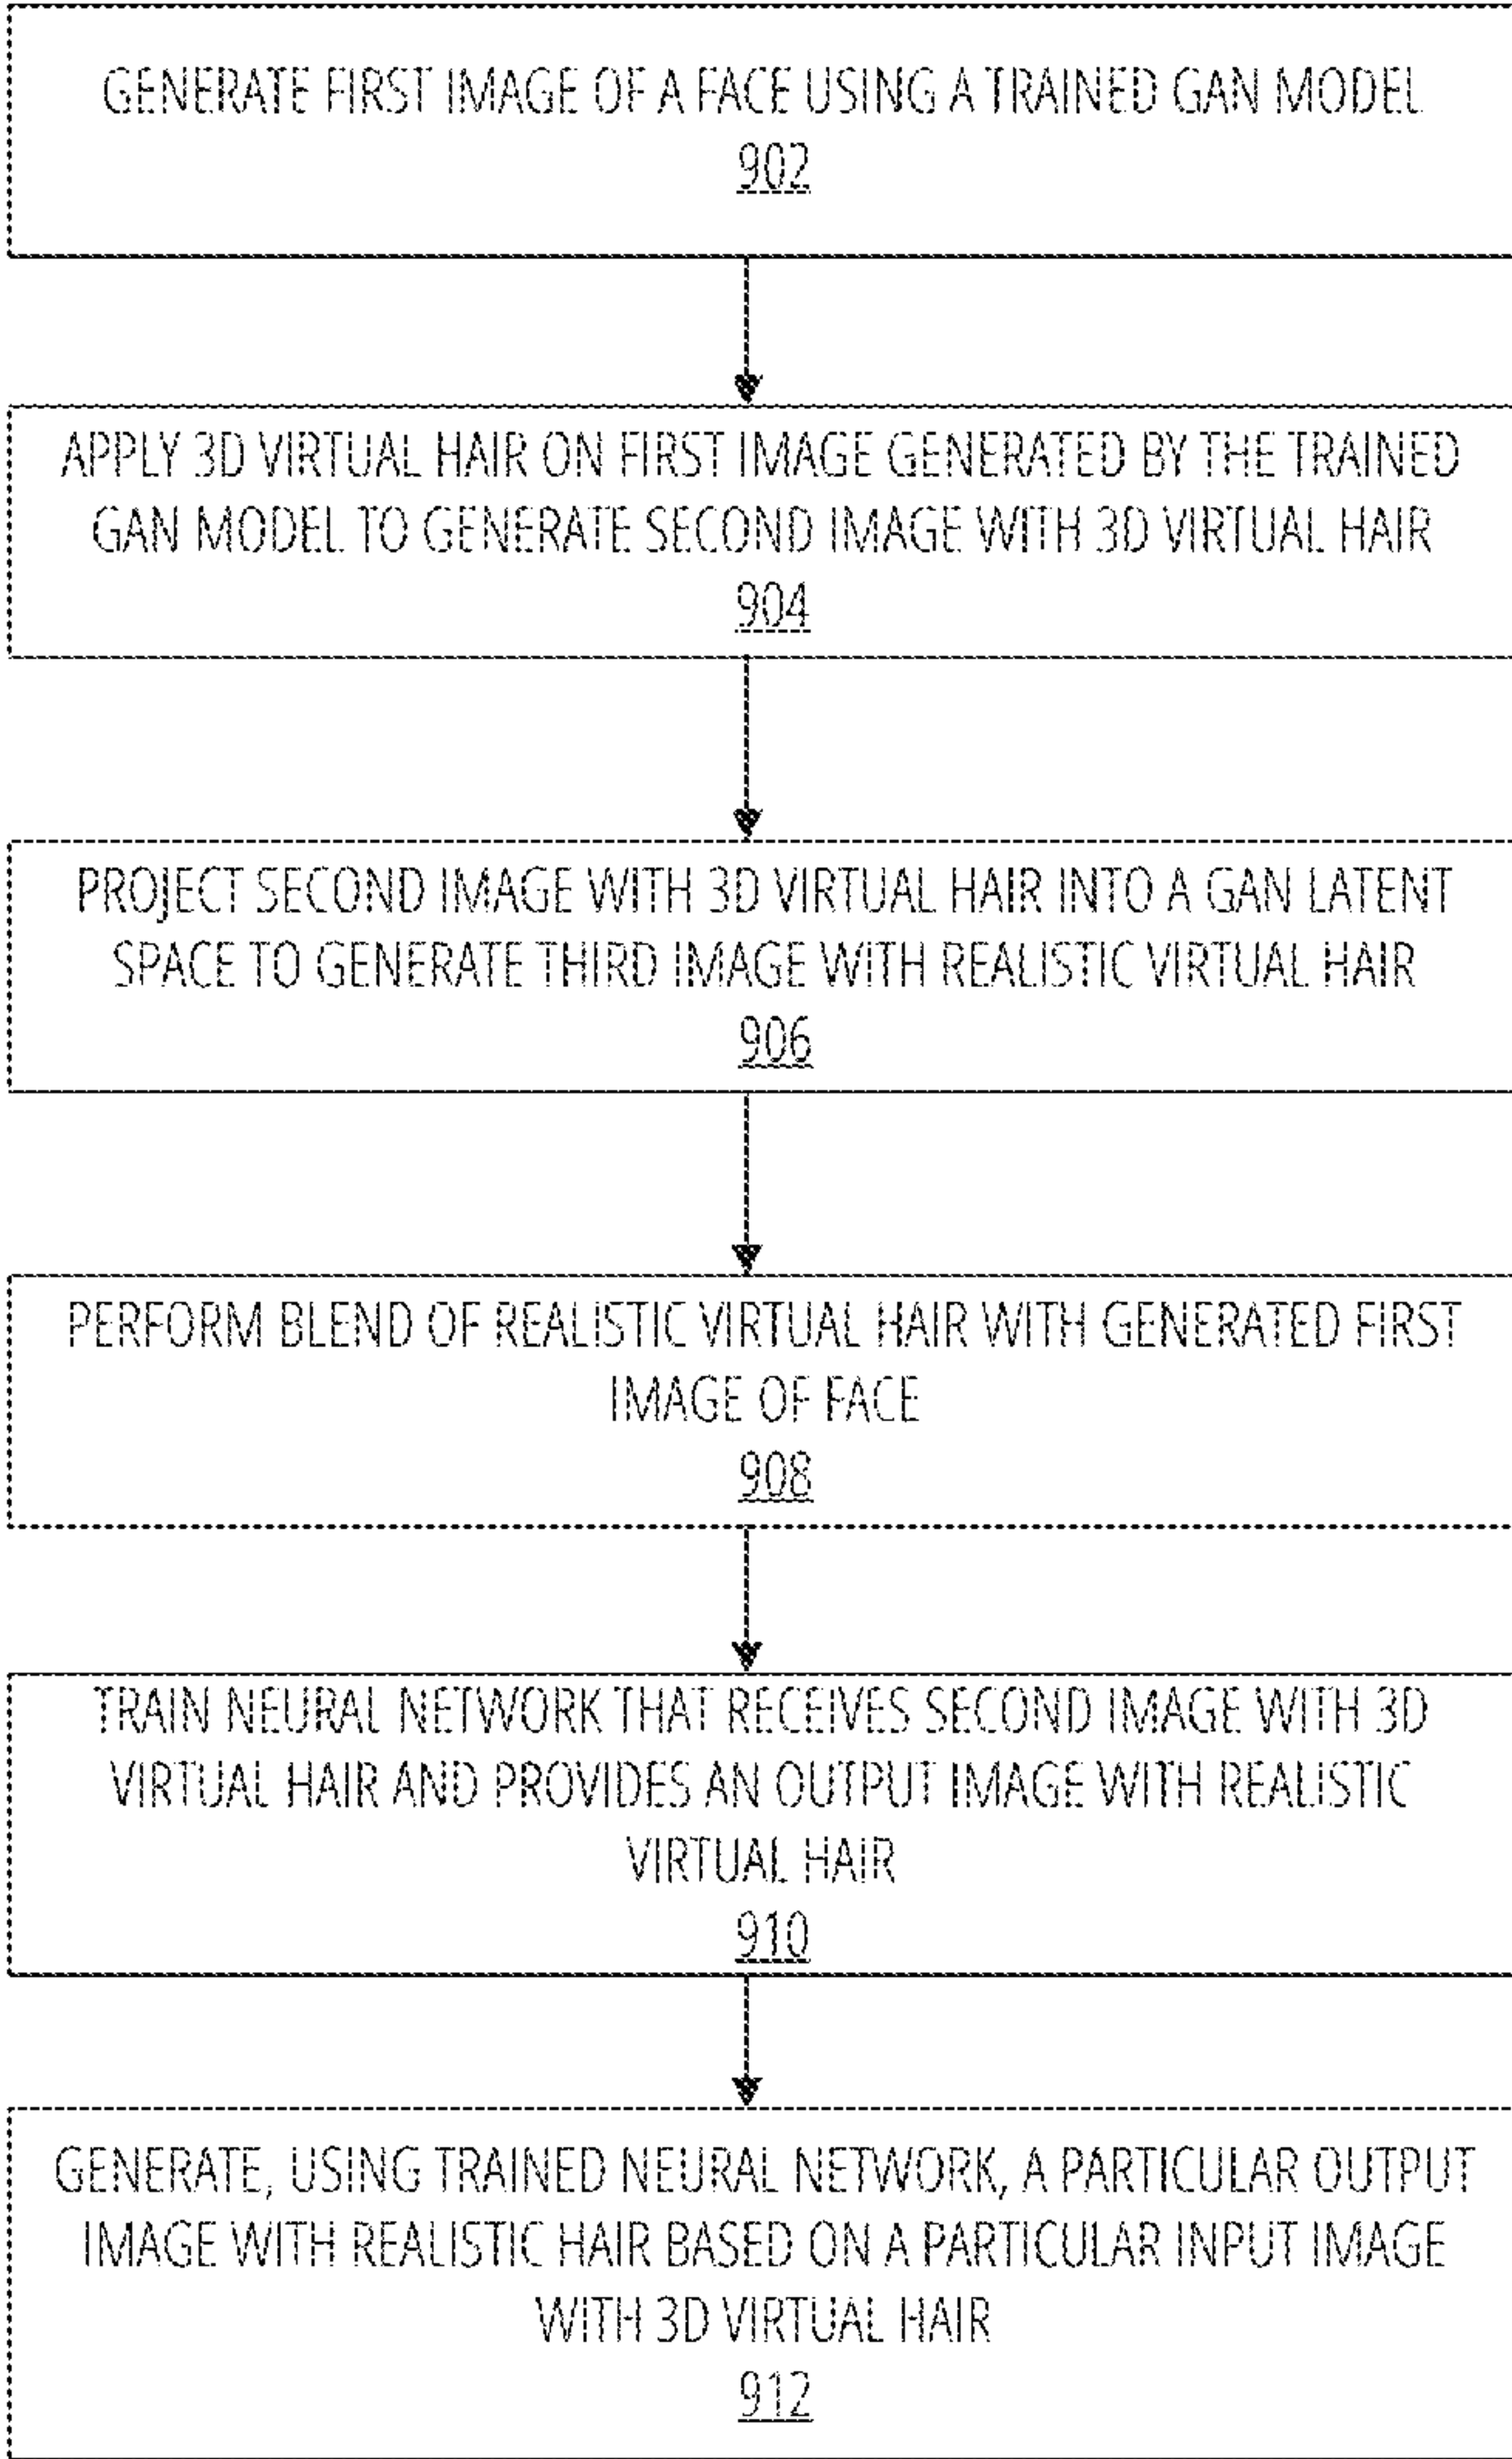 GENERATE FIRST IMAGE OF A FACE USING A TRAINED GAN MODEL
902
APPLY 3D VIRTUAL HAIR ON FIRST IMAGE GENERATED BY THE TRAINED
GAN MODEL TO GENERATE SECOND IMAGE WITH 3D VIRTUAL HAIR
904
PROJECT SECOND IMAGE WITH 3D VIRTUAL HAIR INTO A GAN LATENT
SPACE TO GENERATE THIRD IMAGE WITH REALISTIC VIRTUAL HAIR
906
PERFORM BLEND OF REALISTIC VIRTUAL HAIR WITH GENERATED FIRST
IMAGE OF FACE
908
TRAIN NEURAL NETWORK THAT RECEIVES SECOND IMAGE WITH 3D
VIRTUAL HAIR AND PROVIDES AN OUTPUT IMAGE WITH REALISTIC
VIRTUAL HAIR
910
GENERATE, USING TRAINED NEURAL NETWORK, A PARTICULAR OUTPUT
IMAGE WITH REALISTIC HAIR BASED ON A PARTICULAR INPUT IMAGE
WITH 3D VIRTUAL HAIR
912